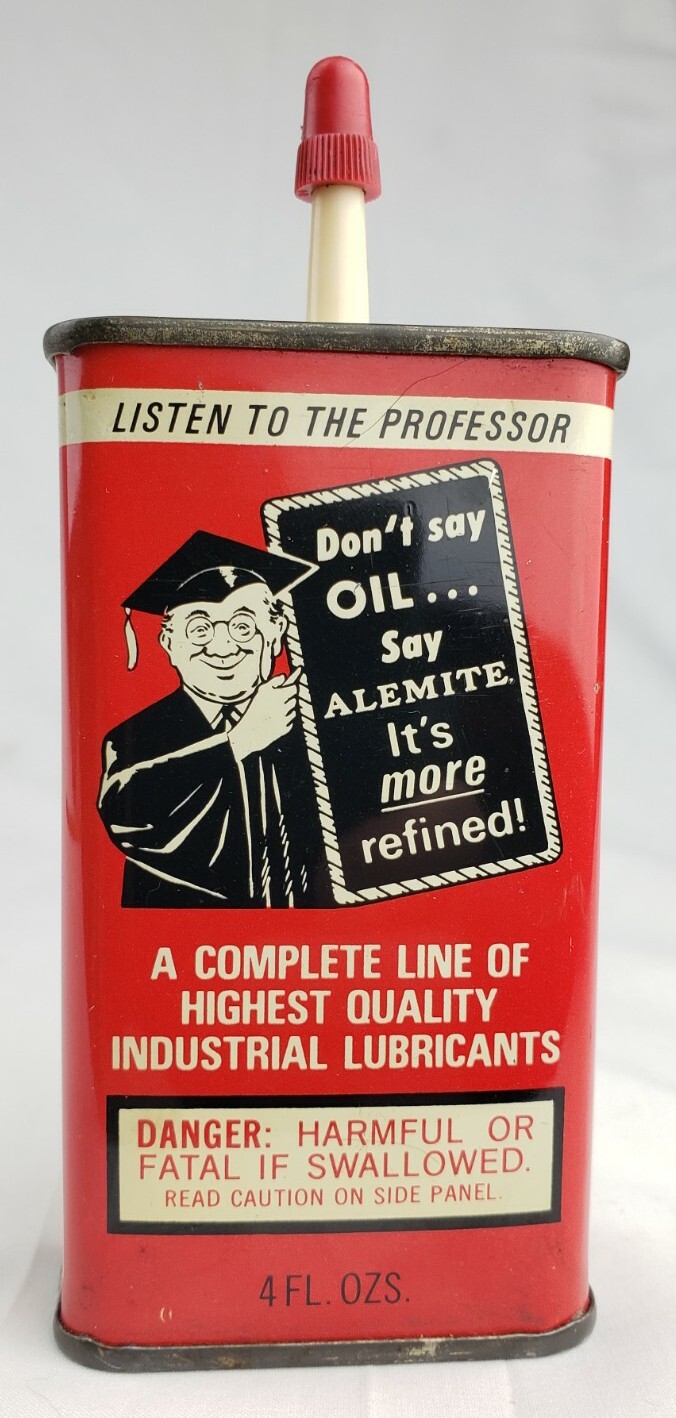 LISTEN TO THE PROFESSOR
Don't say
OIL...
Say
ALEMITE.
It's
more
refined!
A COMPLETE LINE OF
HIGHEST QUALITY
INDUSTRIAL LUBRICANTS
DANGER: HARMFUL OR
FATAL IF SWALLOWED.
READ CAUTION ON SIDE PANEL.
4 FL. OZS.